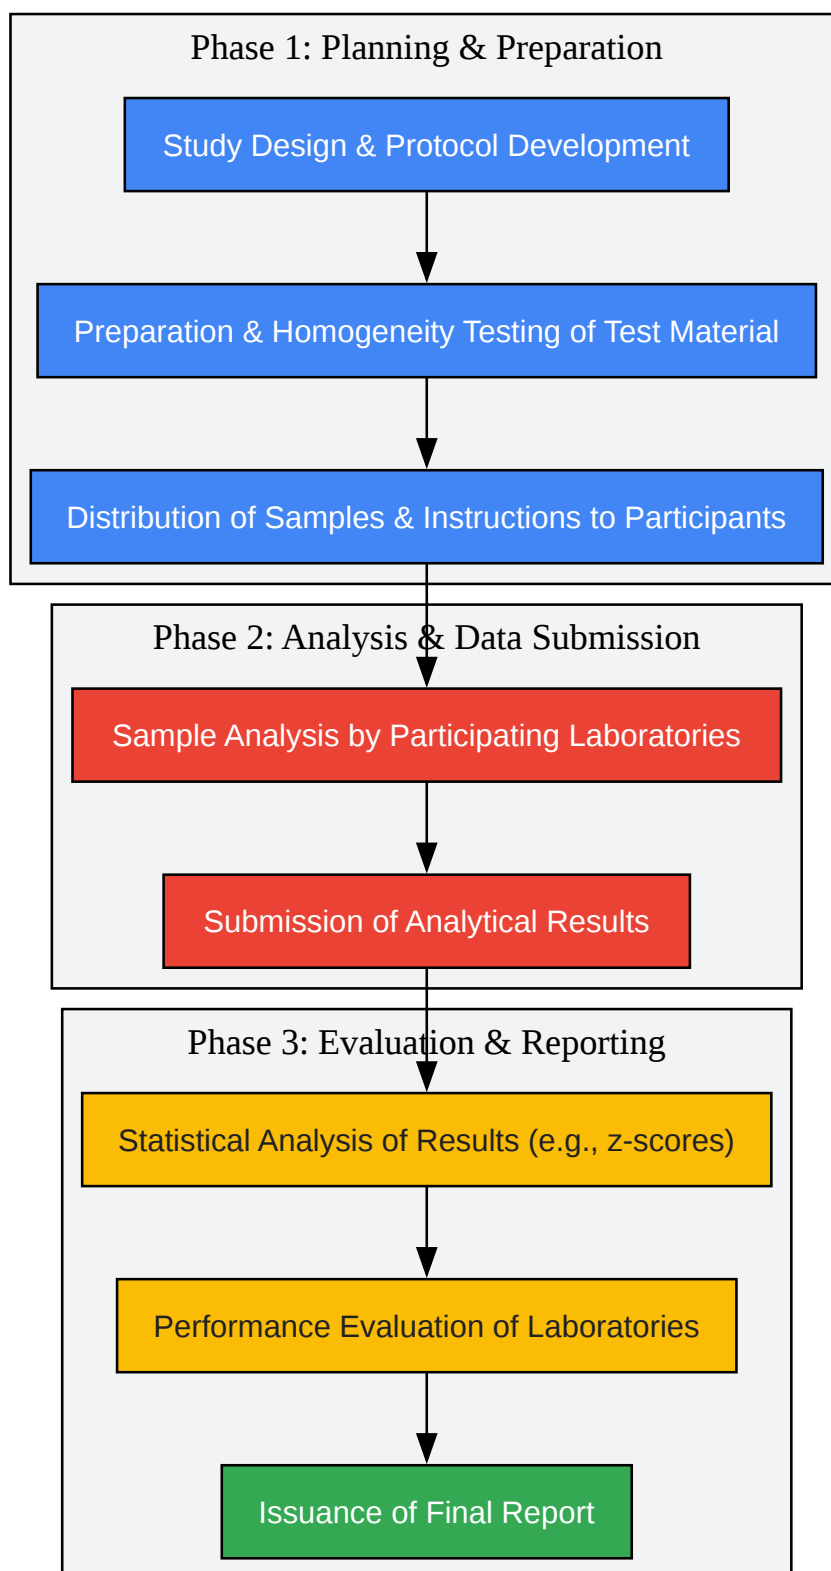 Phase 1: Planning & Preparation
Study Design & Protocol Development
Preparation & Homogeneity Testing of Test Material
Distribution of Samples & Instructions to Participants
Phase 2: Analysis & Data Submission
Sample Analysis by Participating Laboratories
Submission of Analytical Results
Phase 3: Evaluation & Reporting
Statistical Analysis of Results (e.g., z-scores)
Performance Evaluation of Laboratories
Issuance of Final Report